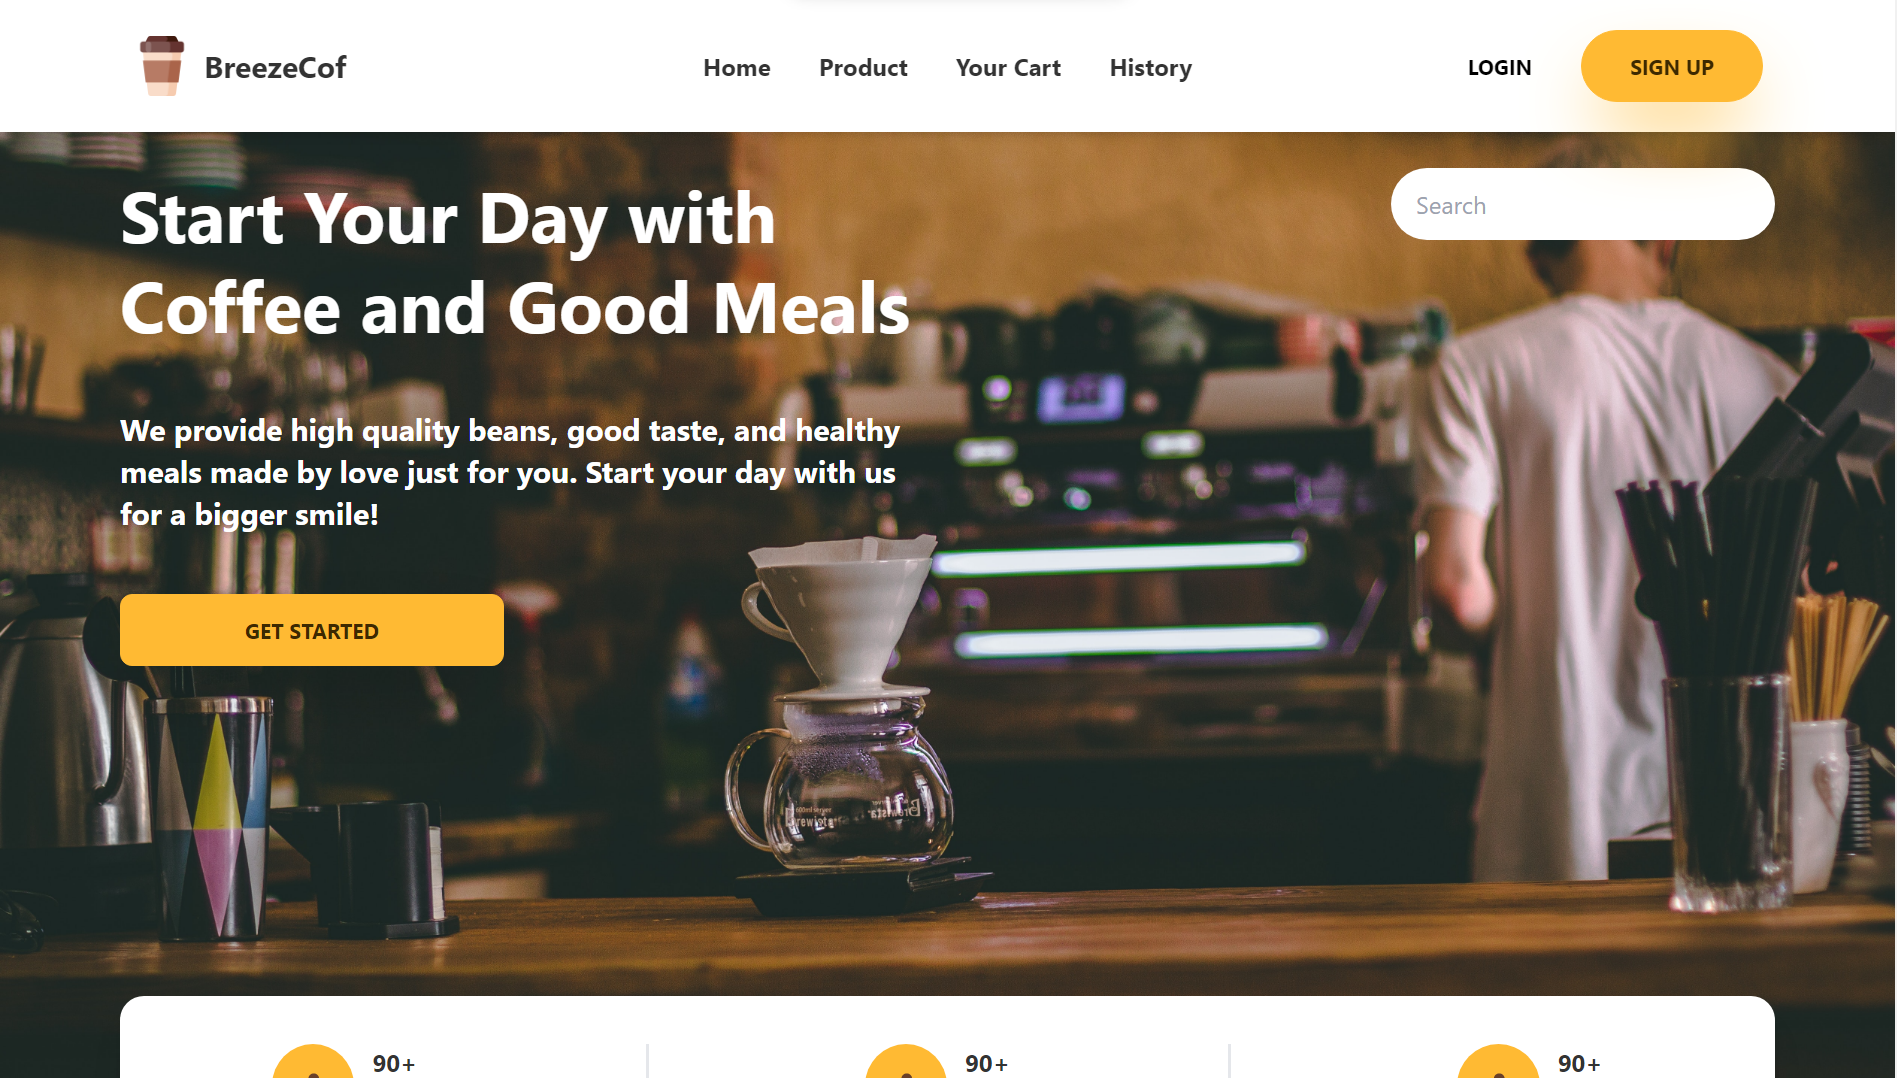 BreezeCof
Home Product Your Cart History
LOGIN SIGN UP
Start Your Day with
Coffee and Good Meals
Search
We provide high quality beans, good taste, and healthy
meals made by love just for you. Start your day with us
for a bigger smile!
GET STARTED
90+ 90+ 90+